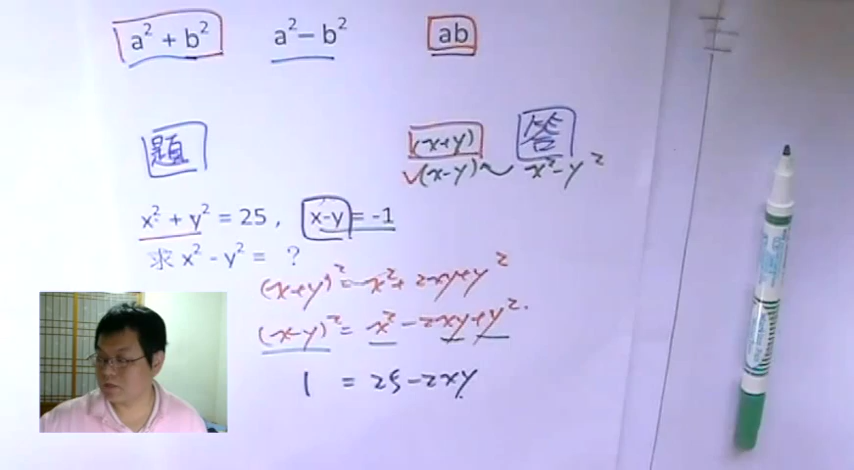 a² + b² a² - b² ab
題 (x+y) 答
✓(x-y) ~ x² - y²
x² + y² = 25 , x-y = -1
求 x² - y² = ?
(x+y)² = x² + 2xy + y²
(x-y)² = x² - 2xy + y²
1 = 25 - 2xy